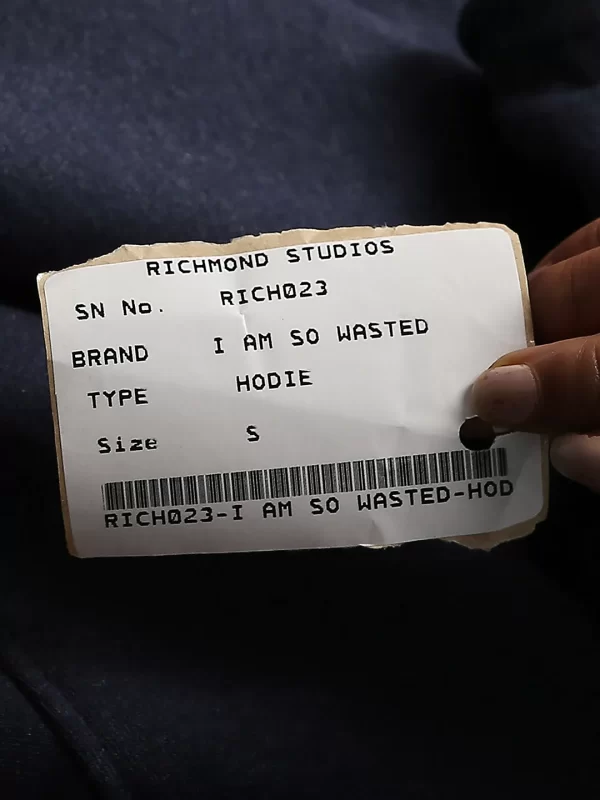 RICHMOND STUDIOS
SN No. RICH023
BRAND I AM SO WASTED
TYPE HODIE
Size S
RICH023-I AM SO WASTED-HOD